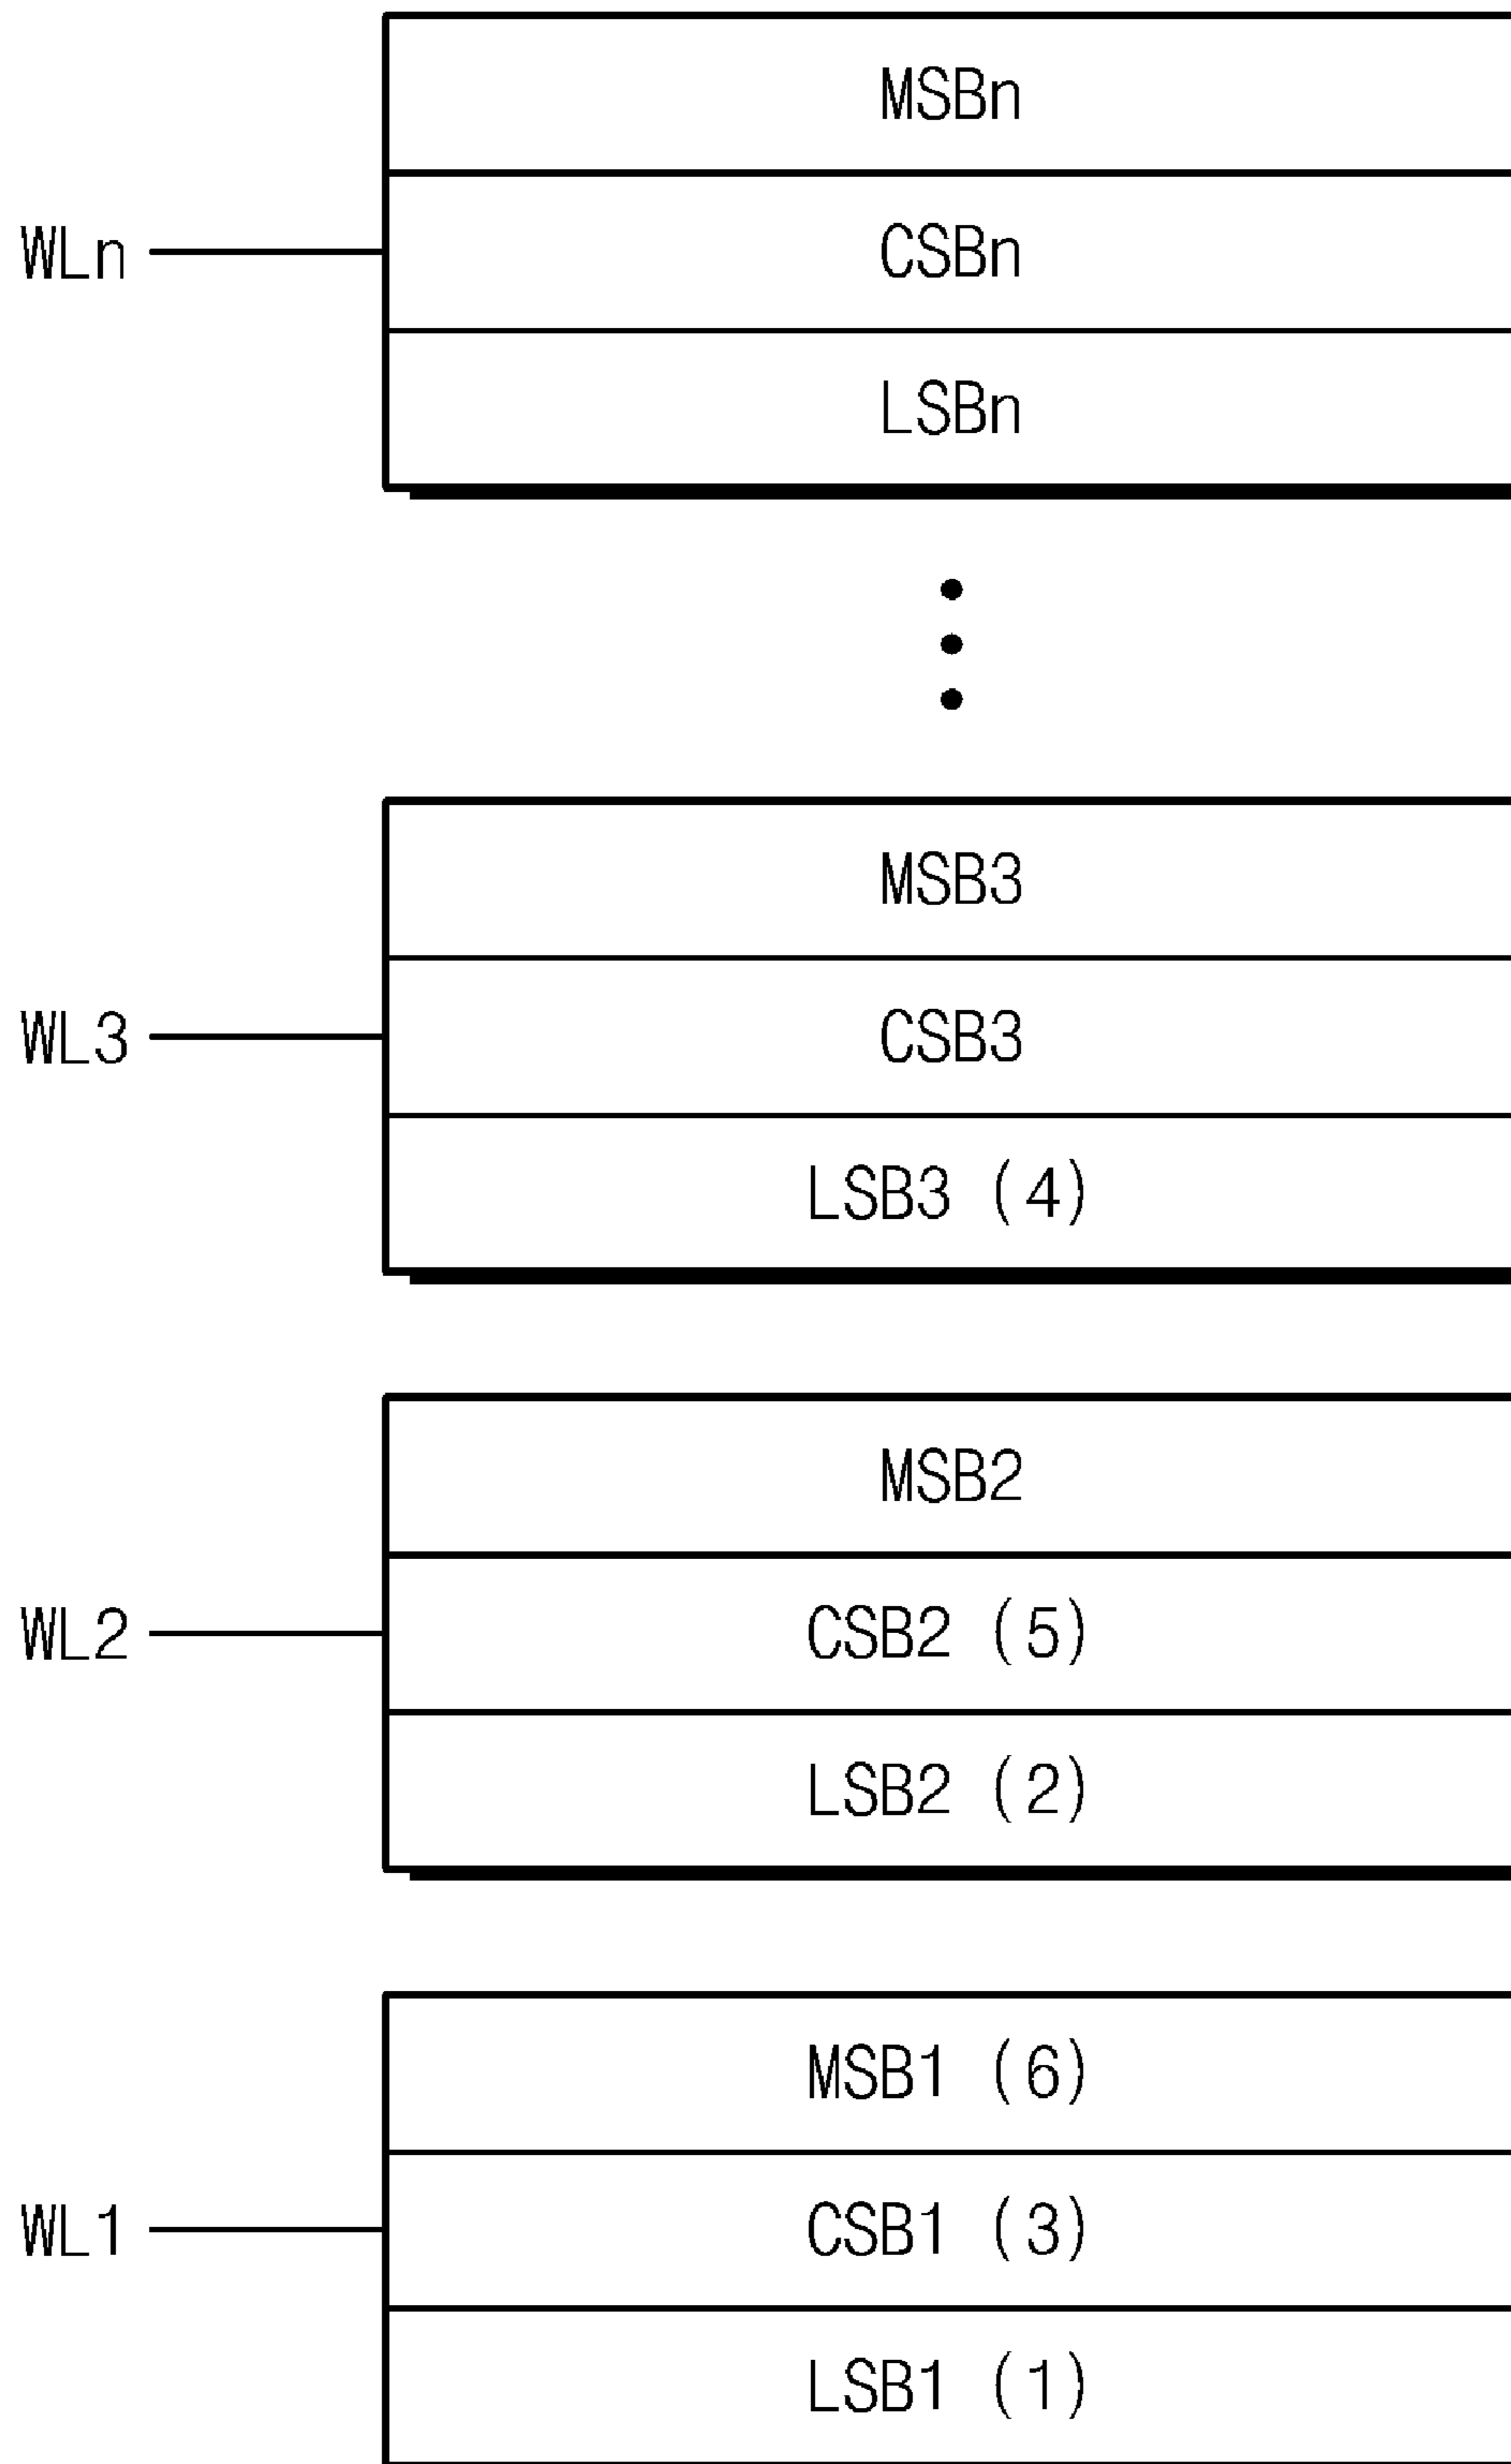 MSBn
WLn
CSBn
LSBn
MSB3
WL3
CSB3
LSB3 (4)
MSB2
WL2
CSB2 (5)
LSB2 (2)
MSB1 (6)
WL1
CSB1 (3)
LSB1 (1)